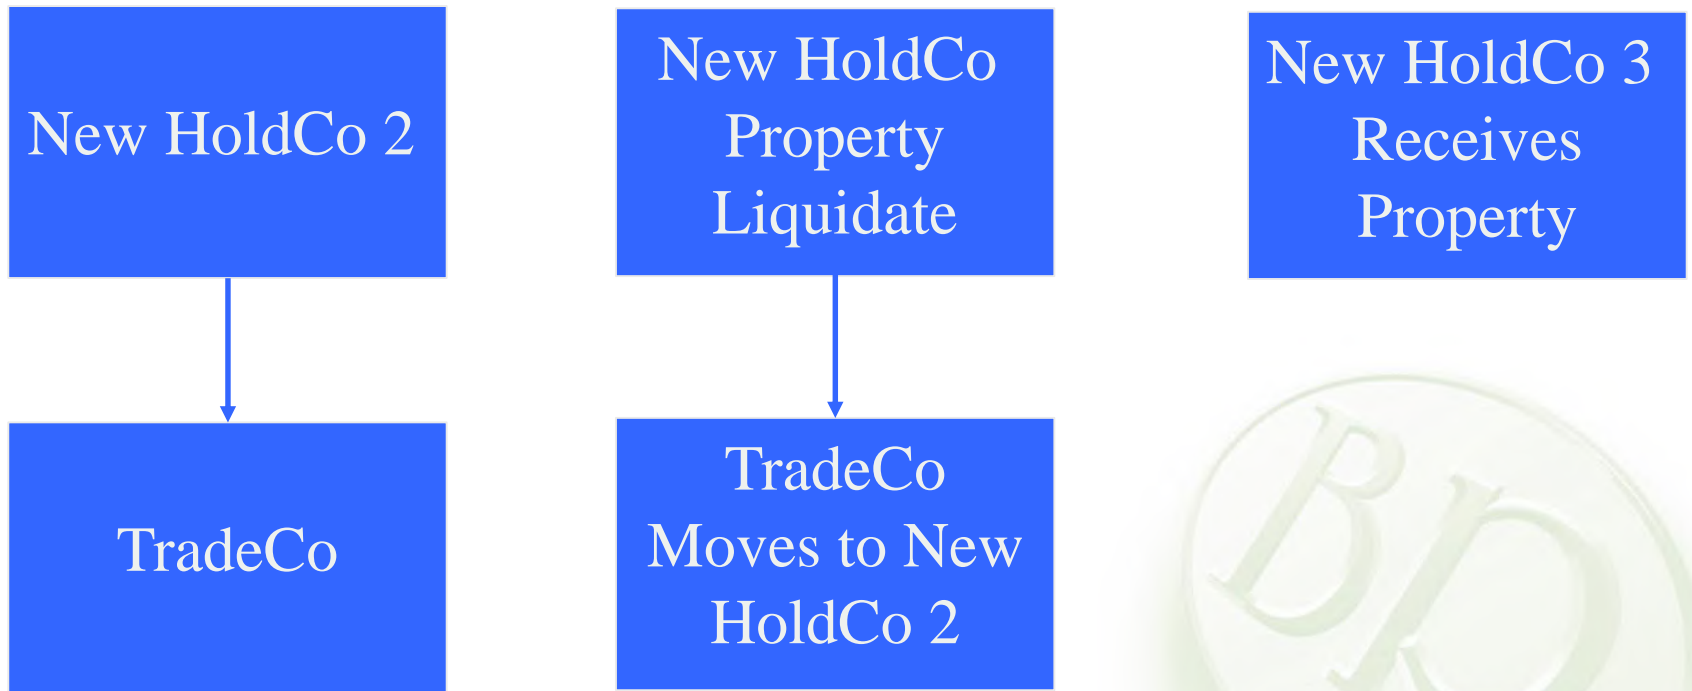 New HoldCo 2
New HoldCo
Property
Liquidate
New HoldCo 3
Receives
Property
TradeCo
TradeCo
Moves to New
HoldCo 2